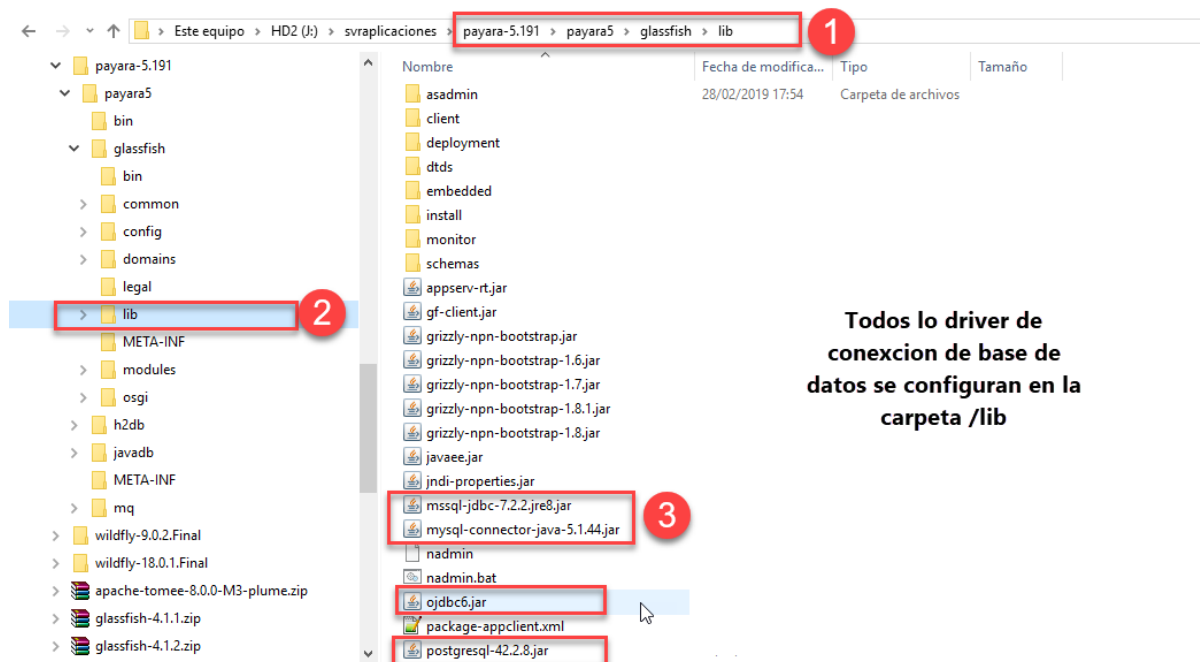 Este equipo > HD2 (J:) > svraplicaciones > payara-5.191 > payara5 > glassfish > lib
1
payara-5.191
payara5
bin
glassfish
bin
common
config
domains
legal
lib
2
META-INF
modules
osgi
h2db
javadb
META-INF
mq
wildfly-9.0.2.Final
wildfly-18.0.1.Final
apache-tomee-8.0.0-M3-plume.zip
glassfish-4.1.1.zip
glassfish-4.1.2.zip
Nombre Fecha de modifica... Tipo Tamaño
asadmin 28/02/2019 17:54 Carpeta de archivos
client
deployment
dtds
embedded
install
monitor
schemas
appserv-rt.jar
gf-client.jar
grizzly-npn-bootstrap.jar
grizzly-npn-bootstrap-1.6.jar
grizzly-npn-bootstrap-1.7.jar
grizzly-npn-bootstrap-1.8.1.jar
grizzly-npn-bootstrap-1.8.jar
javaee.jar
jndi-properties.jar
mssql-jdbc-7.2.2.jre8.jar
mysql-connector-java-5.1.44.jar
3
nadmin
nadmin.bat
ojdbc6.jar
package-appclient.xml
postgresql-42.2.8.jar
Todos lo driver de
conexcion de base de
datos se configuran en la
carpeta /lib